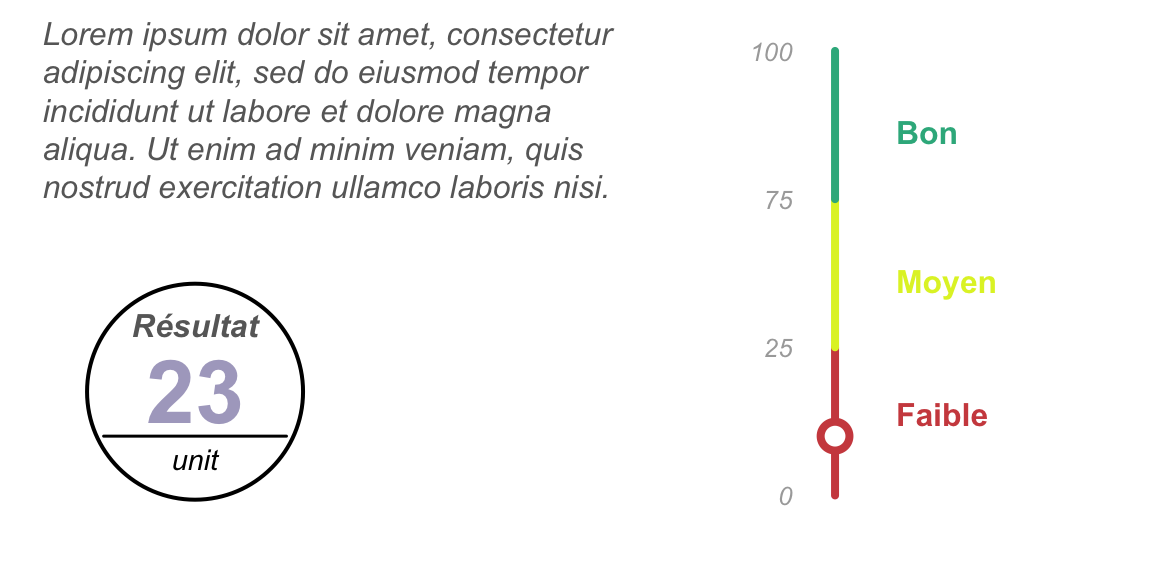 Lorem ipsum dolor sit amet, consectetur
adipiscing elit, sed do eiusmod tempor
incididunt ut labore et dolore magna
aliqua. Ut enim ad minim veniam, quis
nostrud exercitation ullamco laboris nisi.
Résultat
23
unit
100
Bon
75
Moyen
25
Faible
0